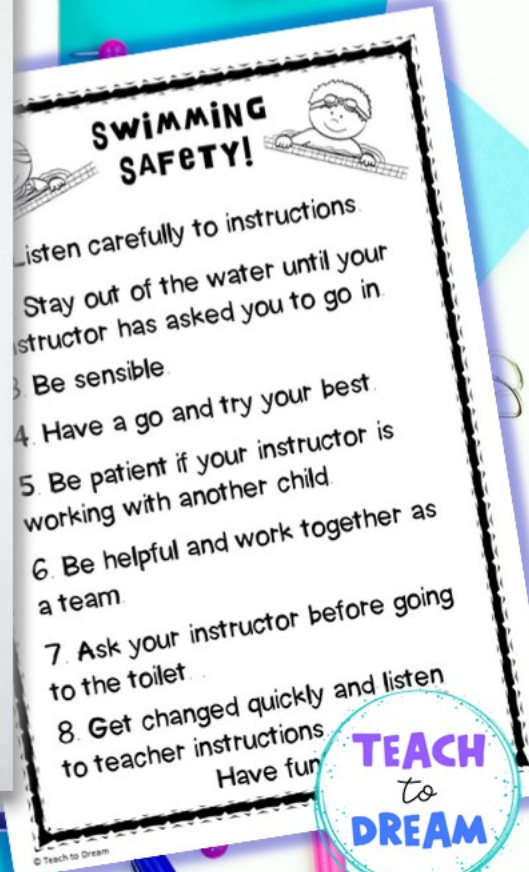 SWIMMING
SAFETY!
Listen carefully to instructions.
Stay out of the water until your
instructor has asked you to go in.
3. Be sensible.
4. Have a go and try your best.
5. Be patient if your instructor is
working with another child.
6. Be helpful and work together as
a team.
7. Ask your instructor before going
to the toilet. .
8. Get changed quickly and listen
to teacher instructions
Have fun
© Teach to Dream
TEACH
to
DREAM